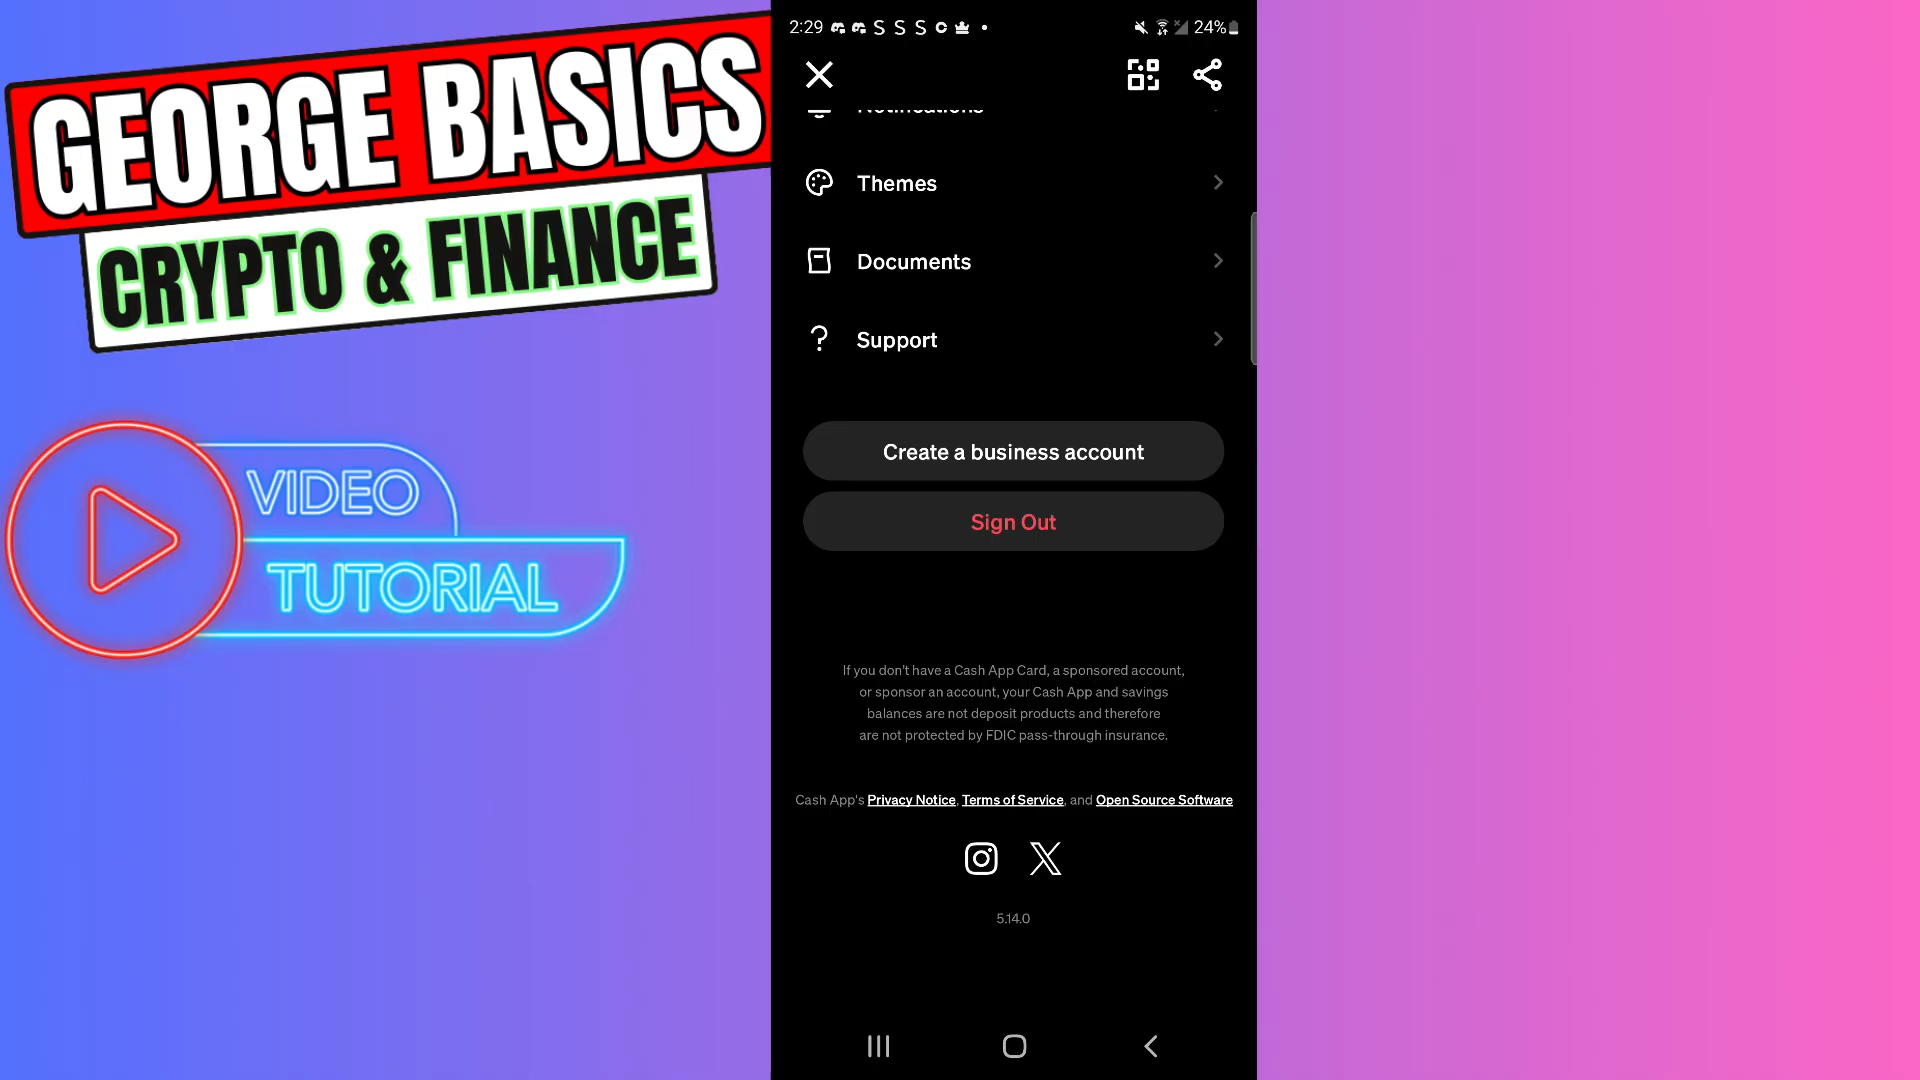 GEORGE BASICS
CRYPTO & FINANCE
VIDEO
TUTORIAL
2:29
24%
Notifications
Themes
Documents
Support
Create a business account
Sign Out
If you don't have a Cash App Card, a sponsored account,
or sponsor an account, your Cash App and savings
balances are not deposit products and therefore
are not protected by FDIC pass-through insurance.
Cash App's Privacy Notice, Terms of Service, and Open Source Software
5.14.0